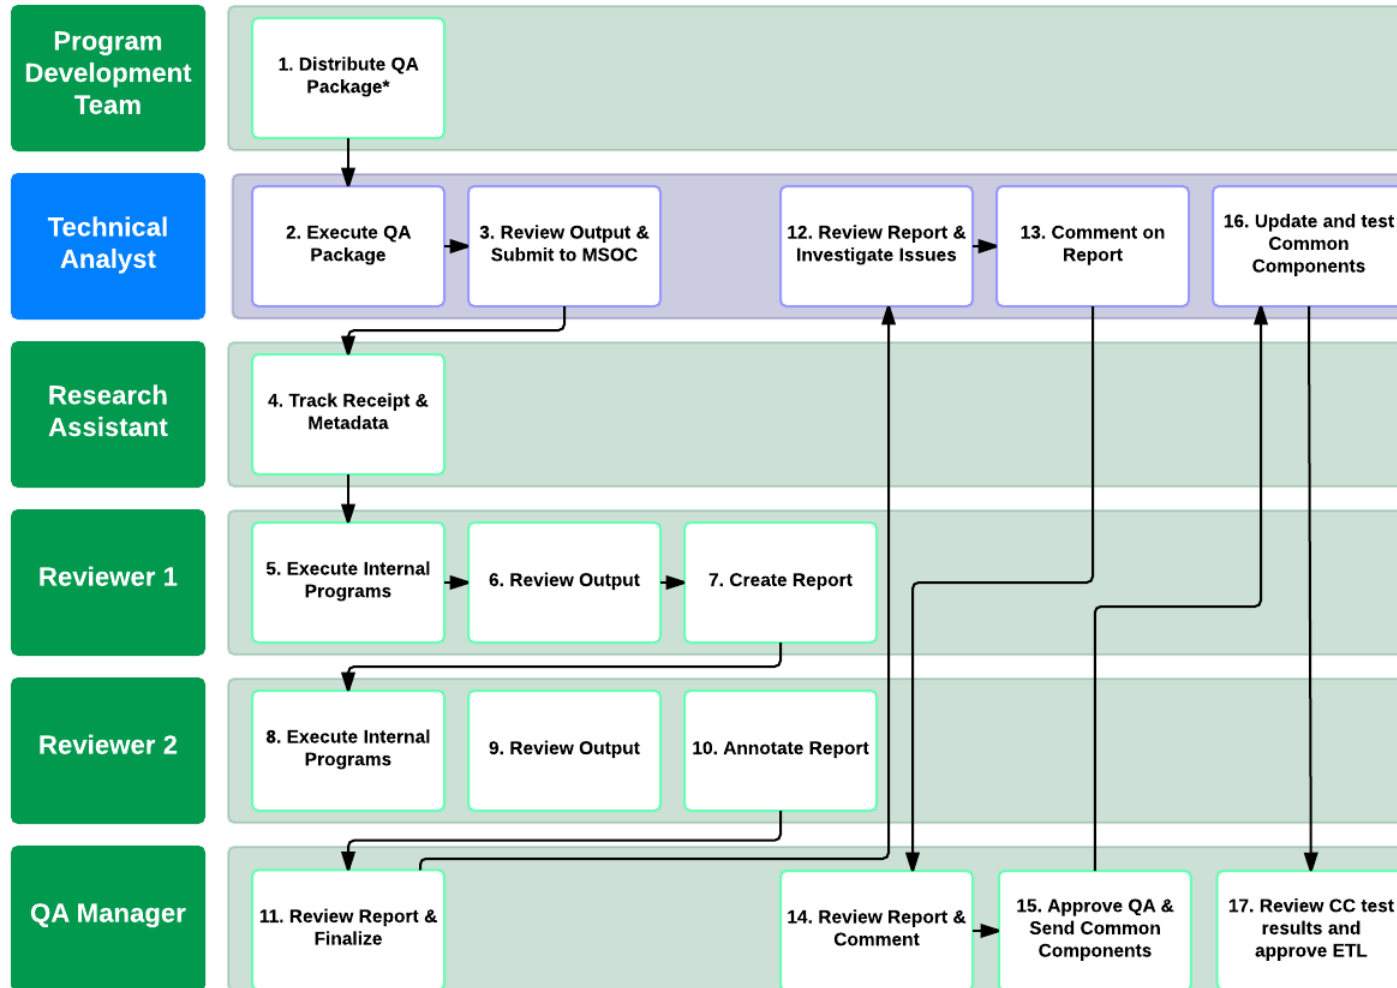 Program
Development
Team
1. Distribute QA
Package*
Technical
Analyst
2. Execute QA
Package
3. Review Output &
Submit to MSOC
12. Review Report &
Investigate Issues
13. Comment on
Report
16. Update and test
Common
Components
Research
Assistant
4. Track Receipt &
Metadata
Reviewer 1
5. Execute Internal
Programs
6. Review Output
7. Create Report
Reviewer 2
8. Execute Internal
Programs
9. Review Output
10. Annotate Report
QA Manager
11. Review Report &
Finalize
14. Review Report &
Comment
15. Approve QA &
Send Common
Components
17. Review CC test
results and
approve ETL